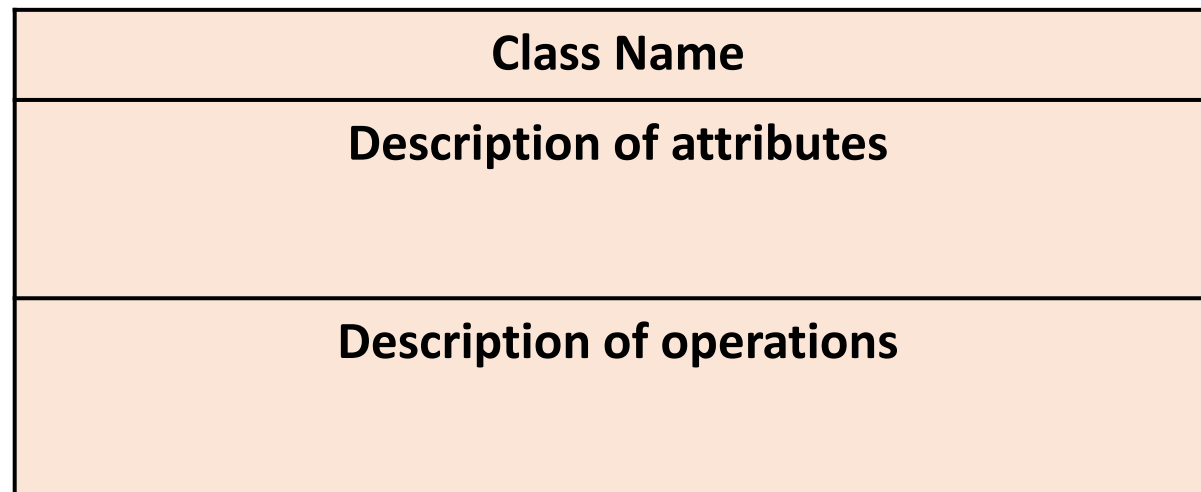 Class Name
Description of attributes
Description of operations